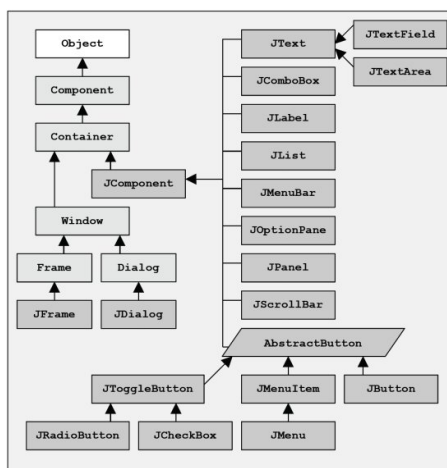 Object
Component
Container
JComponent
Window
Frame
Dialog
JFrame
JDialog
JText
JTextField
JTextArea
JComboBox
JLabel
JList
JMenuBar
JOptionPane
JPanel
JScrollBar
AbstractButton
JToggleButton
JMenuItem
JButton
JRadioButton
JCheckBox
JMenu